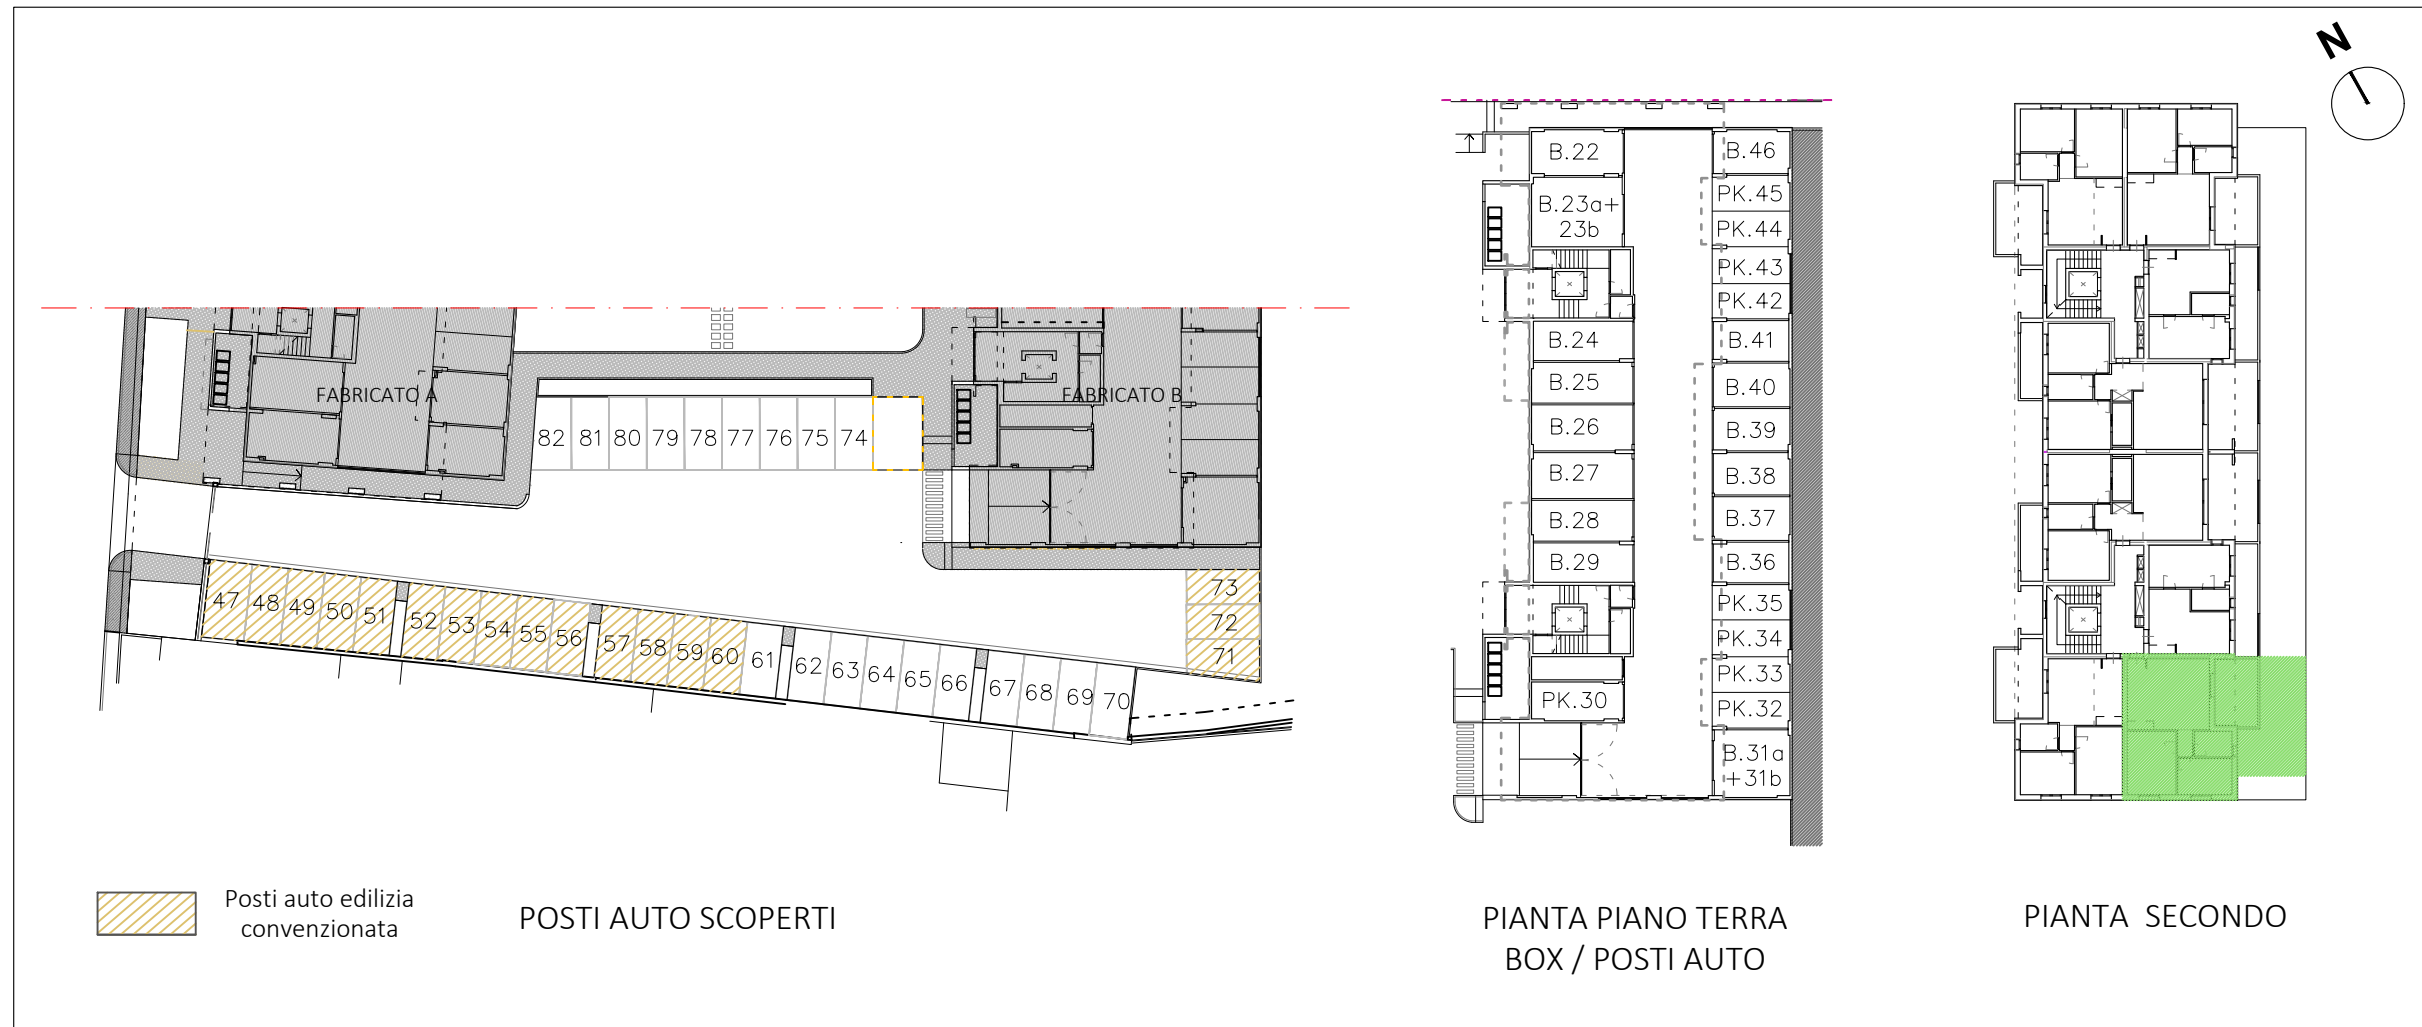 N
FABRICATO A
FABRICATO B
82 81 80 79 78 77 76 75 74
47 48 49 50 51 52 53 54 55 56 57 58 59 60 61 62 63 64 65 66 67 68 69 70
73
72
71
Posti auto edilizia
convenzionata
POSTI AUTO SCOPERTI
B.22
B.23a+
23b
B.24
B.25
B.26
B.27
B.28
B.29
PK.30
B.46
PK.45
PK.44
PK.43
PK.42
B.41
B.40
B.39
B.38
B.37
B.36
PK.35
PK.34
PK.33
PK.32
B.31a
+31b
PIANTA PIANO TERRA
BOX / POSTI AUTO
PIANTA SECONDO